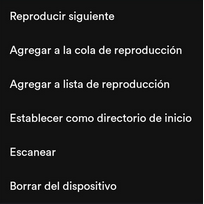 Reproducir siguiente
Agregar a la cola de reproducción
Agregar a lista de reproducción
Establecer como directorio de inicio
Escanear
Borrar del dispositivo